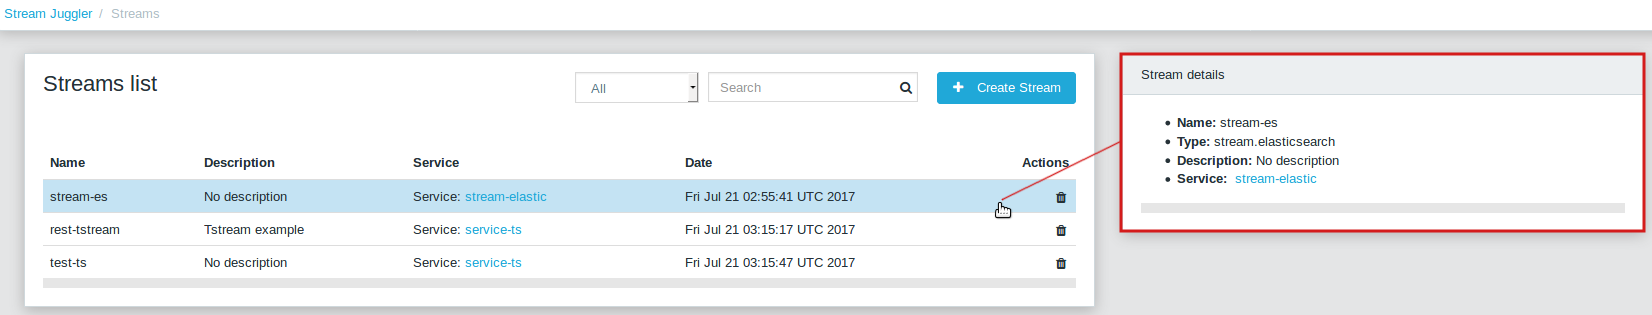 Stream Juggler / Streams
Streams list
All
Search
Create Stream
Name Description Service Date Actions
stream-es No description Service: stream-elastic Fri Jul 21 02:55:41 UTC 2017
rest-tstream Tstream example Service: service-ts Fri Jul 21 03:15:17 UTC 2017
test-ts No description Service: service-ts Fri Jul 21 03:15:47 UTC 2017
Stream details
Name: stream-es
Type: stream.elasticsearch
Description: No description
Service: stream-elastic